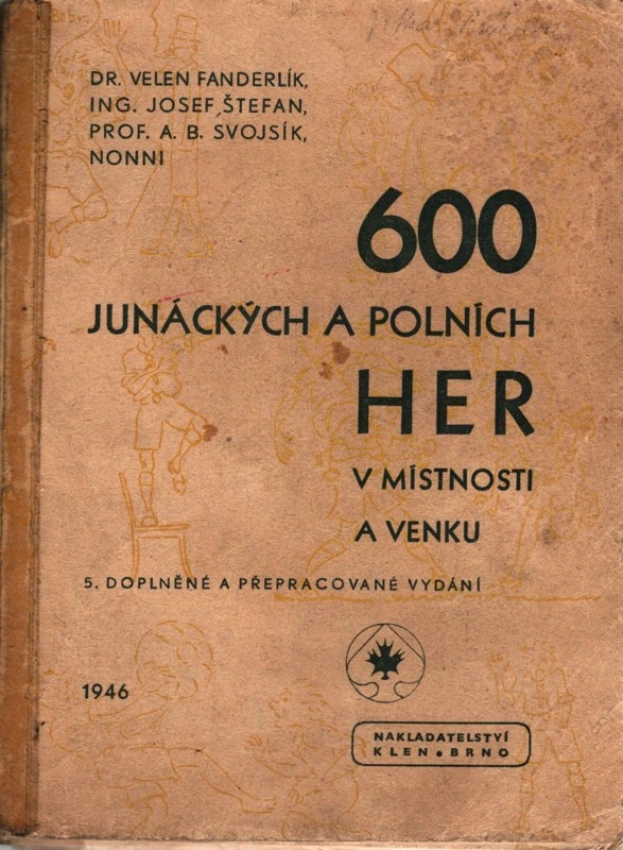 DR. VELEN FANDERLÍK,
ING. JOSEF ŠTEFAN,
PROF. A. B. SVOJSÍK,
NONNI
600
JUNÁCKÝCH A POLNÍCH
HER
V MÍSTNOSTI
A VENKU
5. DOPLNĚNÉ A PŘEPRACOVANÉ VYDÁNÍ
1946
NAKLADATELSTVÍ
KLEN • BRNO